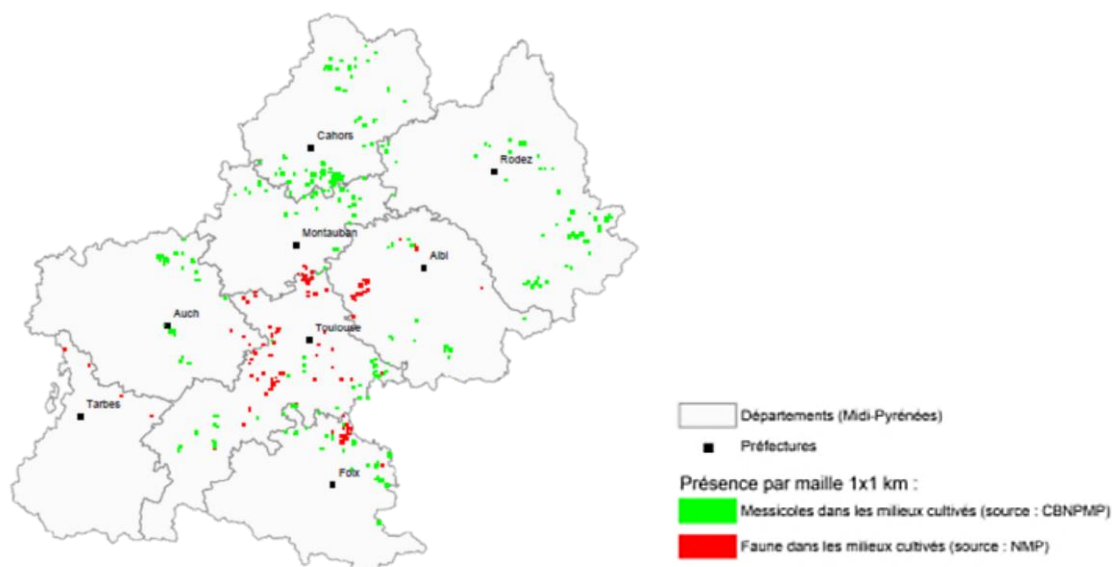 Cahors
Rodez
Montauban
Albi
Auch
Toulouse
Tarbes
Foix
Départements (Midi-Pyrénées)
Préfectures
Présence par maille 1x1 km :
Messicoles dans les milieux cultivés (source : CBNPMP)
Faune dans les milieux cultivés (source : NMP)